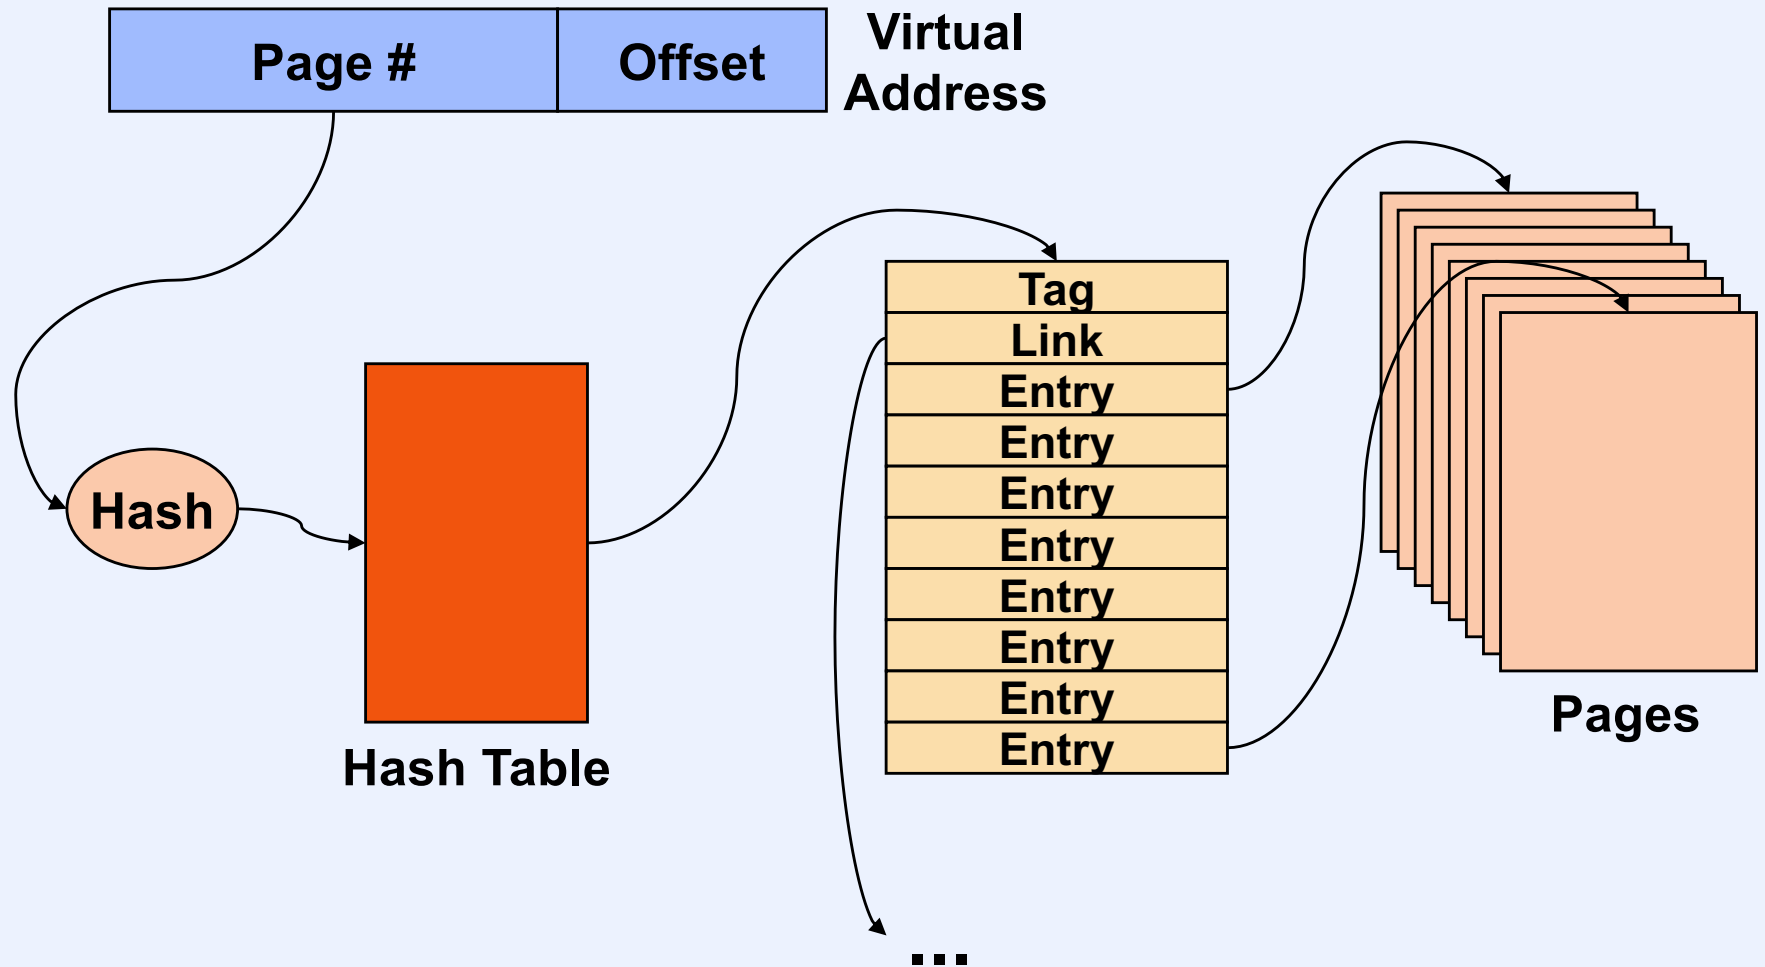 Page #
Offset
Virtual
Address
Tag
Link
Entry
Entry
Entry
Entry
Entry
Entry
Entry
Entry
Hash
Hash Table
Pages
...